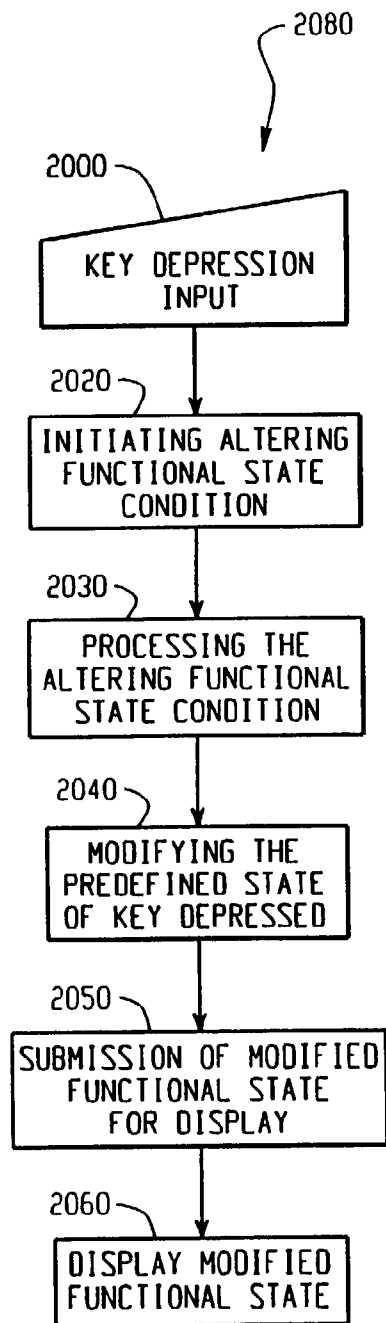 2080
2000
KEY DEPRESSION
INPUT
2020
INITIATING ALTERING
FUNCTIONAL STATE
CONDITION
2030
PROCESSING THE
ALTERING FUNCTIONAL
STATE CONDITION
2040
MODIFYING THE
PREDEFINED STATE
OF KEY DEPRESSED
2050
SUBMISSION OF MODIFIED
FUNCTIONAL STATE
FOR DISPLAY
2060
DISPLAY MODIFIED
FUNCTIONAL STATE